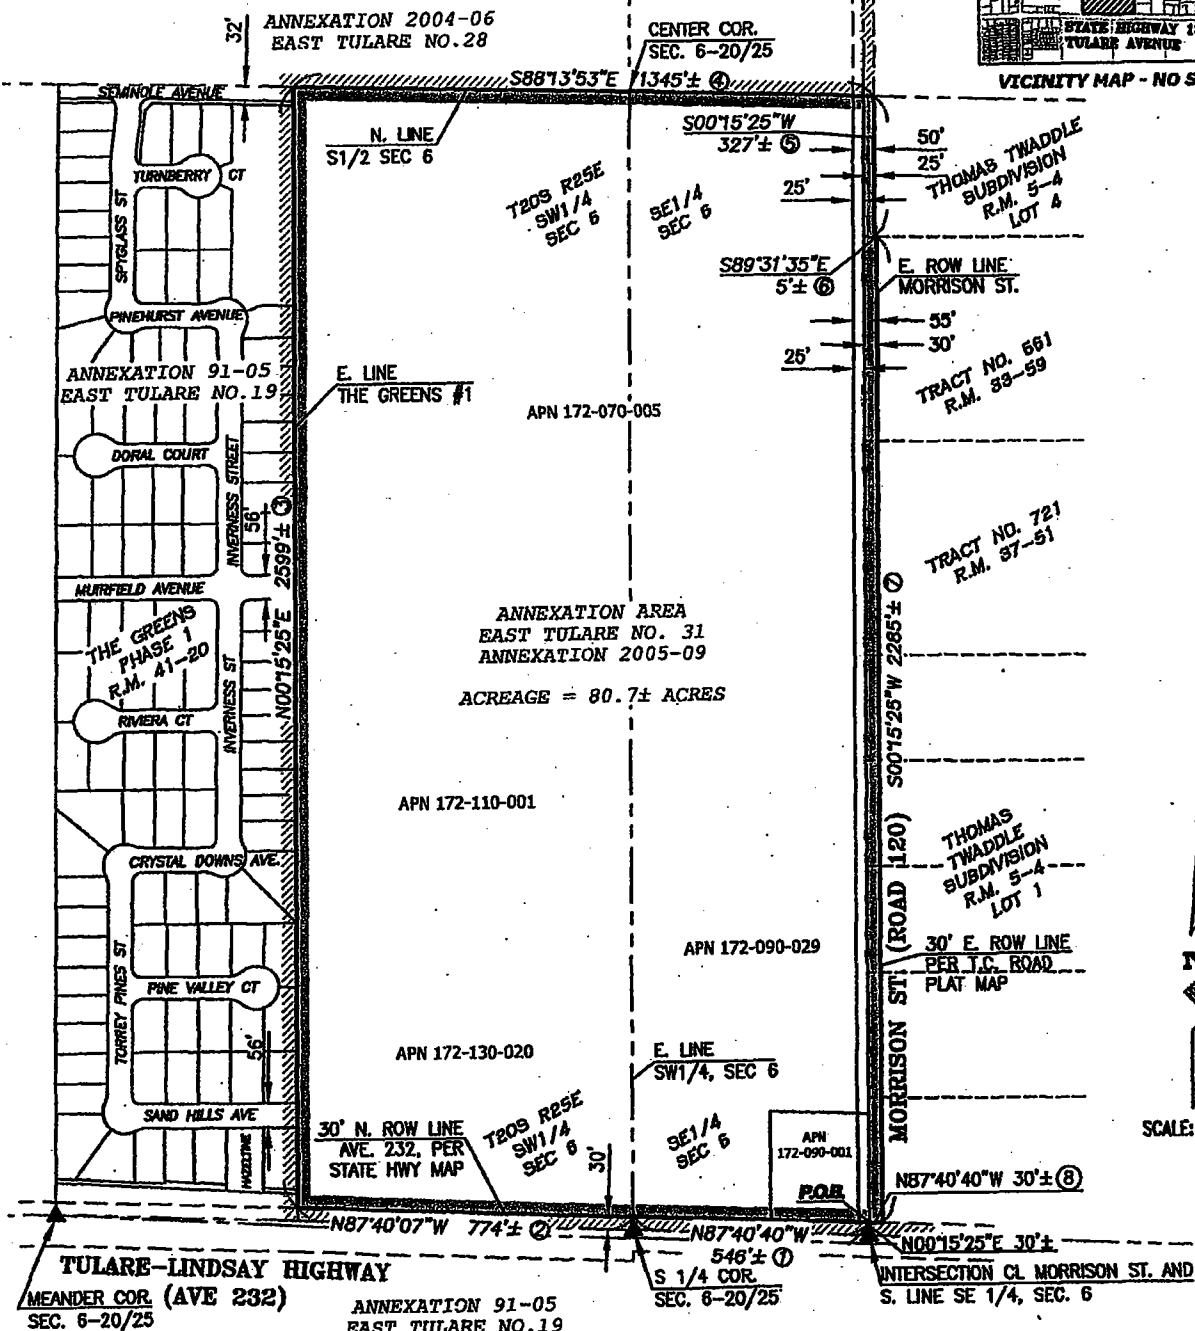 32'
ANNEXATION 2004-06
EAST TULARE NO.28
CENTER COR.
SEC. 6-20/25
STATE HIGHWAY
TULARE AVENUE
VICINITY MAP - NO S
SEMINOLE AVENUE
S88°13'53"E 1345'± ④
N. LINE
S1/2 SEC 6
S00°15'25"W
327'± ⑤
50'
25'
25'
THOMAS TWADDLE
SUBDIVISION
R.M. 5-4
LOT 4
TURNBERRY CT
SPYGLASS ST
T20S R25E
SW1/4
SEC 6
SE1/4
SEC 6
S89°31'35"E
5'± ⑥
E. ROW LINE
MORRISON ST.
PINEHURST AVENUE
55'
30'
25'
ANNEXATION 91-05
EAST TULARE NO.19
E. LINE
THE GREENS #1
APN 172-070-005
TRACT NO. 661
R.M. 33-59
DORAL COURT
INVERNESS STREET
56'
N00°15'25"E 2599'± ③
TRACT NO. 721
R.M. 37-51
MUIRFIELD AVENUE
THE GREENS
PHASE 1
R.M. 41-20
ANNEXATION AREA
EAST TULARE NO. 31
ANNEXATION 2005-09
ACREAGE = 80.7± ACRES
S00°15'25"W 2265'± ⑦
RIVIERA CT
INVERNESS ST
APN 172-110-001
THOMAS
TWADDLE
SUBDIVISION
R.M. 5-4
LOT 1
CRYSTAL DOWNS AVE.
MORRISON ST. (ROAD 120)
APN 172-090-029
30' E. ROW LINE
PER T.C. ROAD
PLAT MAP
N
TORREY PINES ST
PINE VALLEY CT
56'
APN 172-130-020
E. LINE
SW1/4, SEC 6
SAND HILLS AVE
HAZELTINE
30' N. ROW LINE
AVE. 232, PER
STATE HWY MAP
T20S R25E
SW1/4
SEC 6
30'
SE1/4
SEC 6
APN
172-090-001
P.O.B.
SCALE:
N87°40'40"W 30'± ⑧
N87°40'07"W 774'± ②
N87°40'40"W
546'± ①
N00°15'25"E 30'±
TULARE-LINDSAY HIGHWAY
(AVE 232)
MEANDER COR.
SEC. 6-20/25
S 1/4 COR.
SEC. 6-20/25
INTERSECTION CL MORRISON ST. AND
S. LINE SE 1/4, SEC. 6
ANNEXATION 91-05
EAST TULARE NO.19